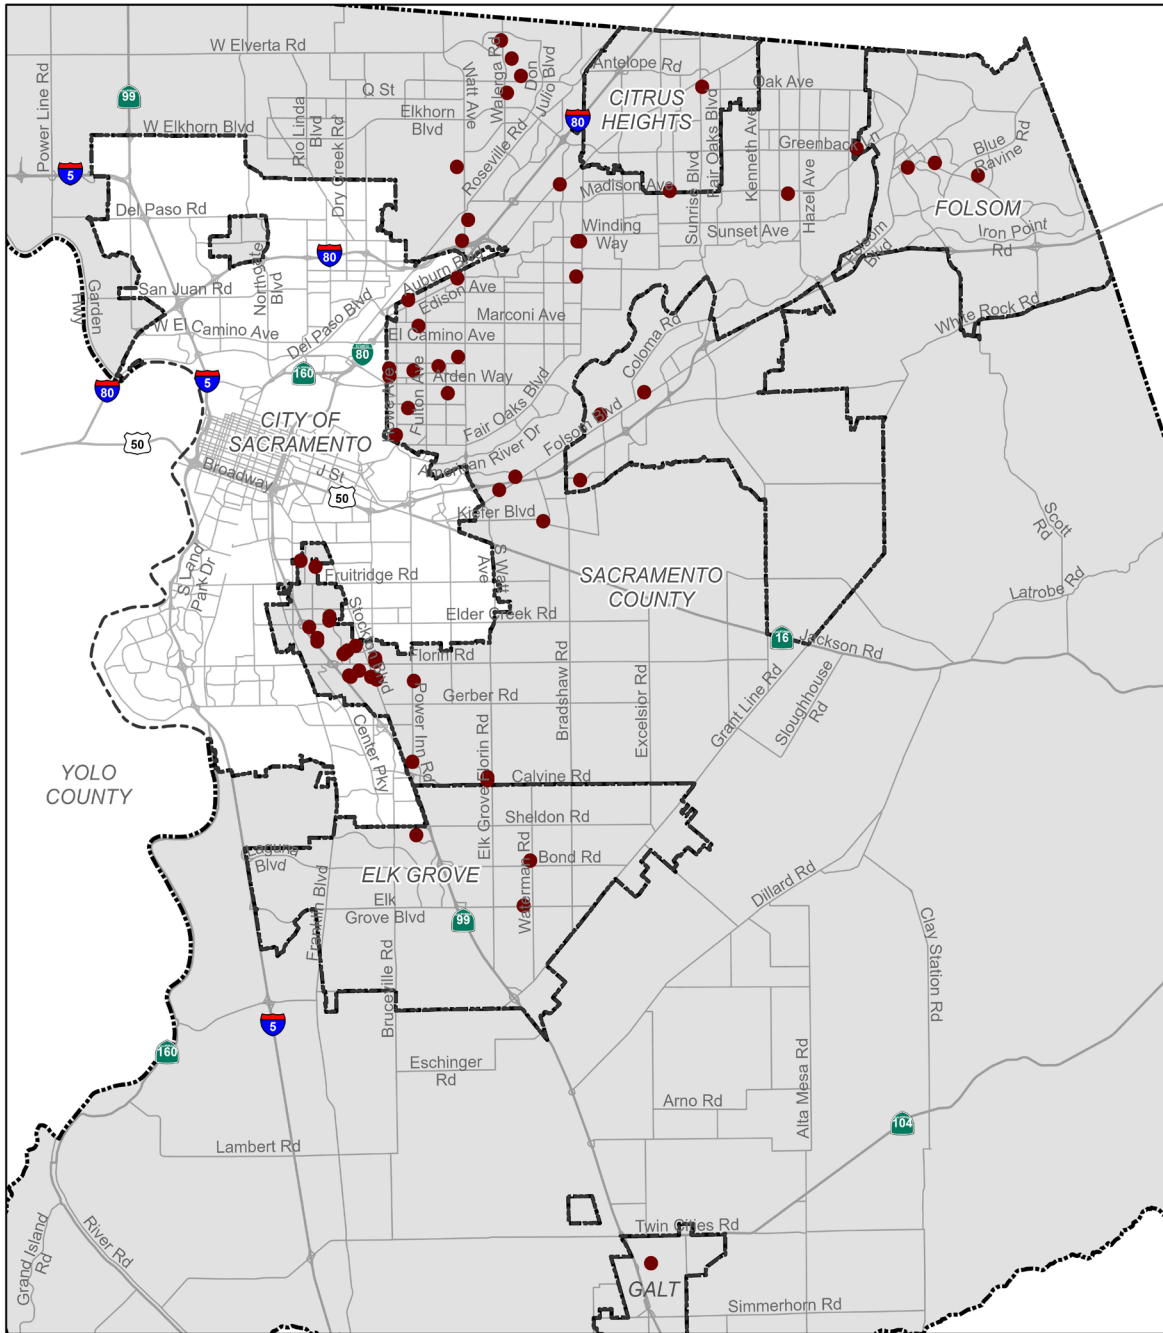 W Elverta Rd
Power Line Rd
99
Q St
Rio Linda
Blvd
Dry Creek Rd
Elkhorn
Blvd
Watt Ave
Walerga Rd
Don
Julio Blvd
Roseville Rd
80
Antelope Rd
CITRUS
HEIGHTS
Oak Ave
Fair Oaks Blvd
Kenneth Ave
Greenback Ln
Blue
Ravine Rd
FOLSOM
Iron Point
Rd
W Elkhorn Blvd
5
Del Paso Rd
Madison Ave
Sunrise Blvd
Hazel Ave
Sunset Ave
Winding
Way
Folsom
Blvd
80
Northgate
Blvd
San Juan Rd
Garden
Hwy
W El Camino Ave
Del Paso Blvd
Auburn Blvd
Edison Ave
Marconi Ave
El Camino Ave
80
160
Arden Way
Howe Ave
Fulton Ave
Fair Oaks Blvd
Coloma Rd
White Rock Rd
80
5
50
CITY OF
SACRAMENTO
Broadway
J St
50
American River Dr
Folsom Blvd
Kiefer Blvd
S Watt
Ave
S Land
Park Dr
Fruitridge Rd
Stockton Blvd
SACRAMENTO
COUNTY
Elder Creek Rd
Scott
Rd
Latrobe Rd
16
Jackson Rd
Florin Rd
Gerber Rd
Power Inn Rd
Center Pky
Elk Grove Florin Rd
Bradshaw Rd
Excelsior Rd
Grant Line Rd
Sloughhouse
Rd
YOLO
COUNTY
Calvine Rd
Sheldon Rd
Laguna
Blvd
Franklin Blvd
ELK GROVE
Bond Rd
Waterman Rd
Elk
Grove Blvd
99
Bruceville Rd
Dillard Rd
Clay Station Rd
5
160
Eschinger
Rd
Arno Rd
Alta Mesa Rd
104
Lambert Rd
Grand Island
Rd
River Rd
Twin Cities Rd
GALT
Simmerhorn Rd